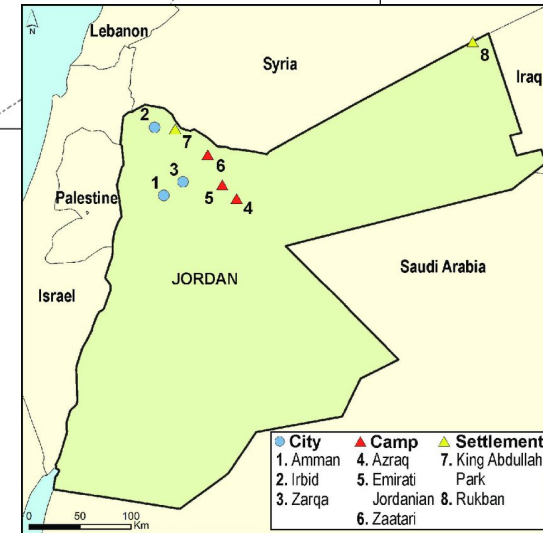 N
Lebanon
Syria
Iraq
8
2
7
6
3
1
5
4
Palestine
Israel
JORDAN
Saudi Arabia
City
1. Amman
2. Irbid
3. Zarqa
Camp
4. Azraq
5. Emirati
Jordanian
6. Zaatari
Settlement
7. King Abdullah
Park
8. Rukban
0 50 100
Km